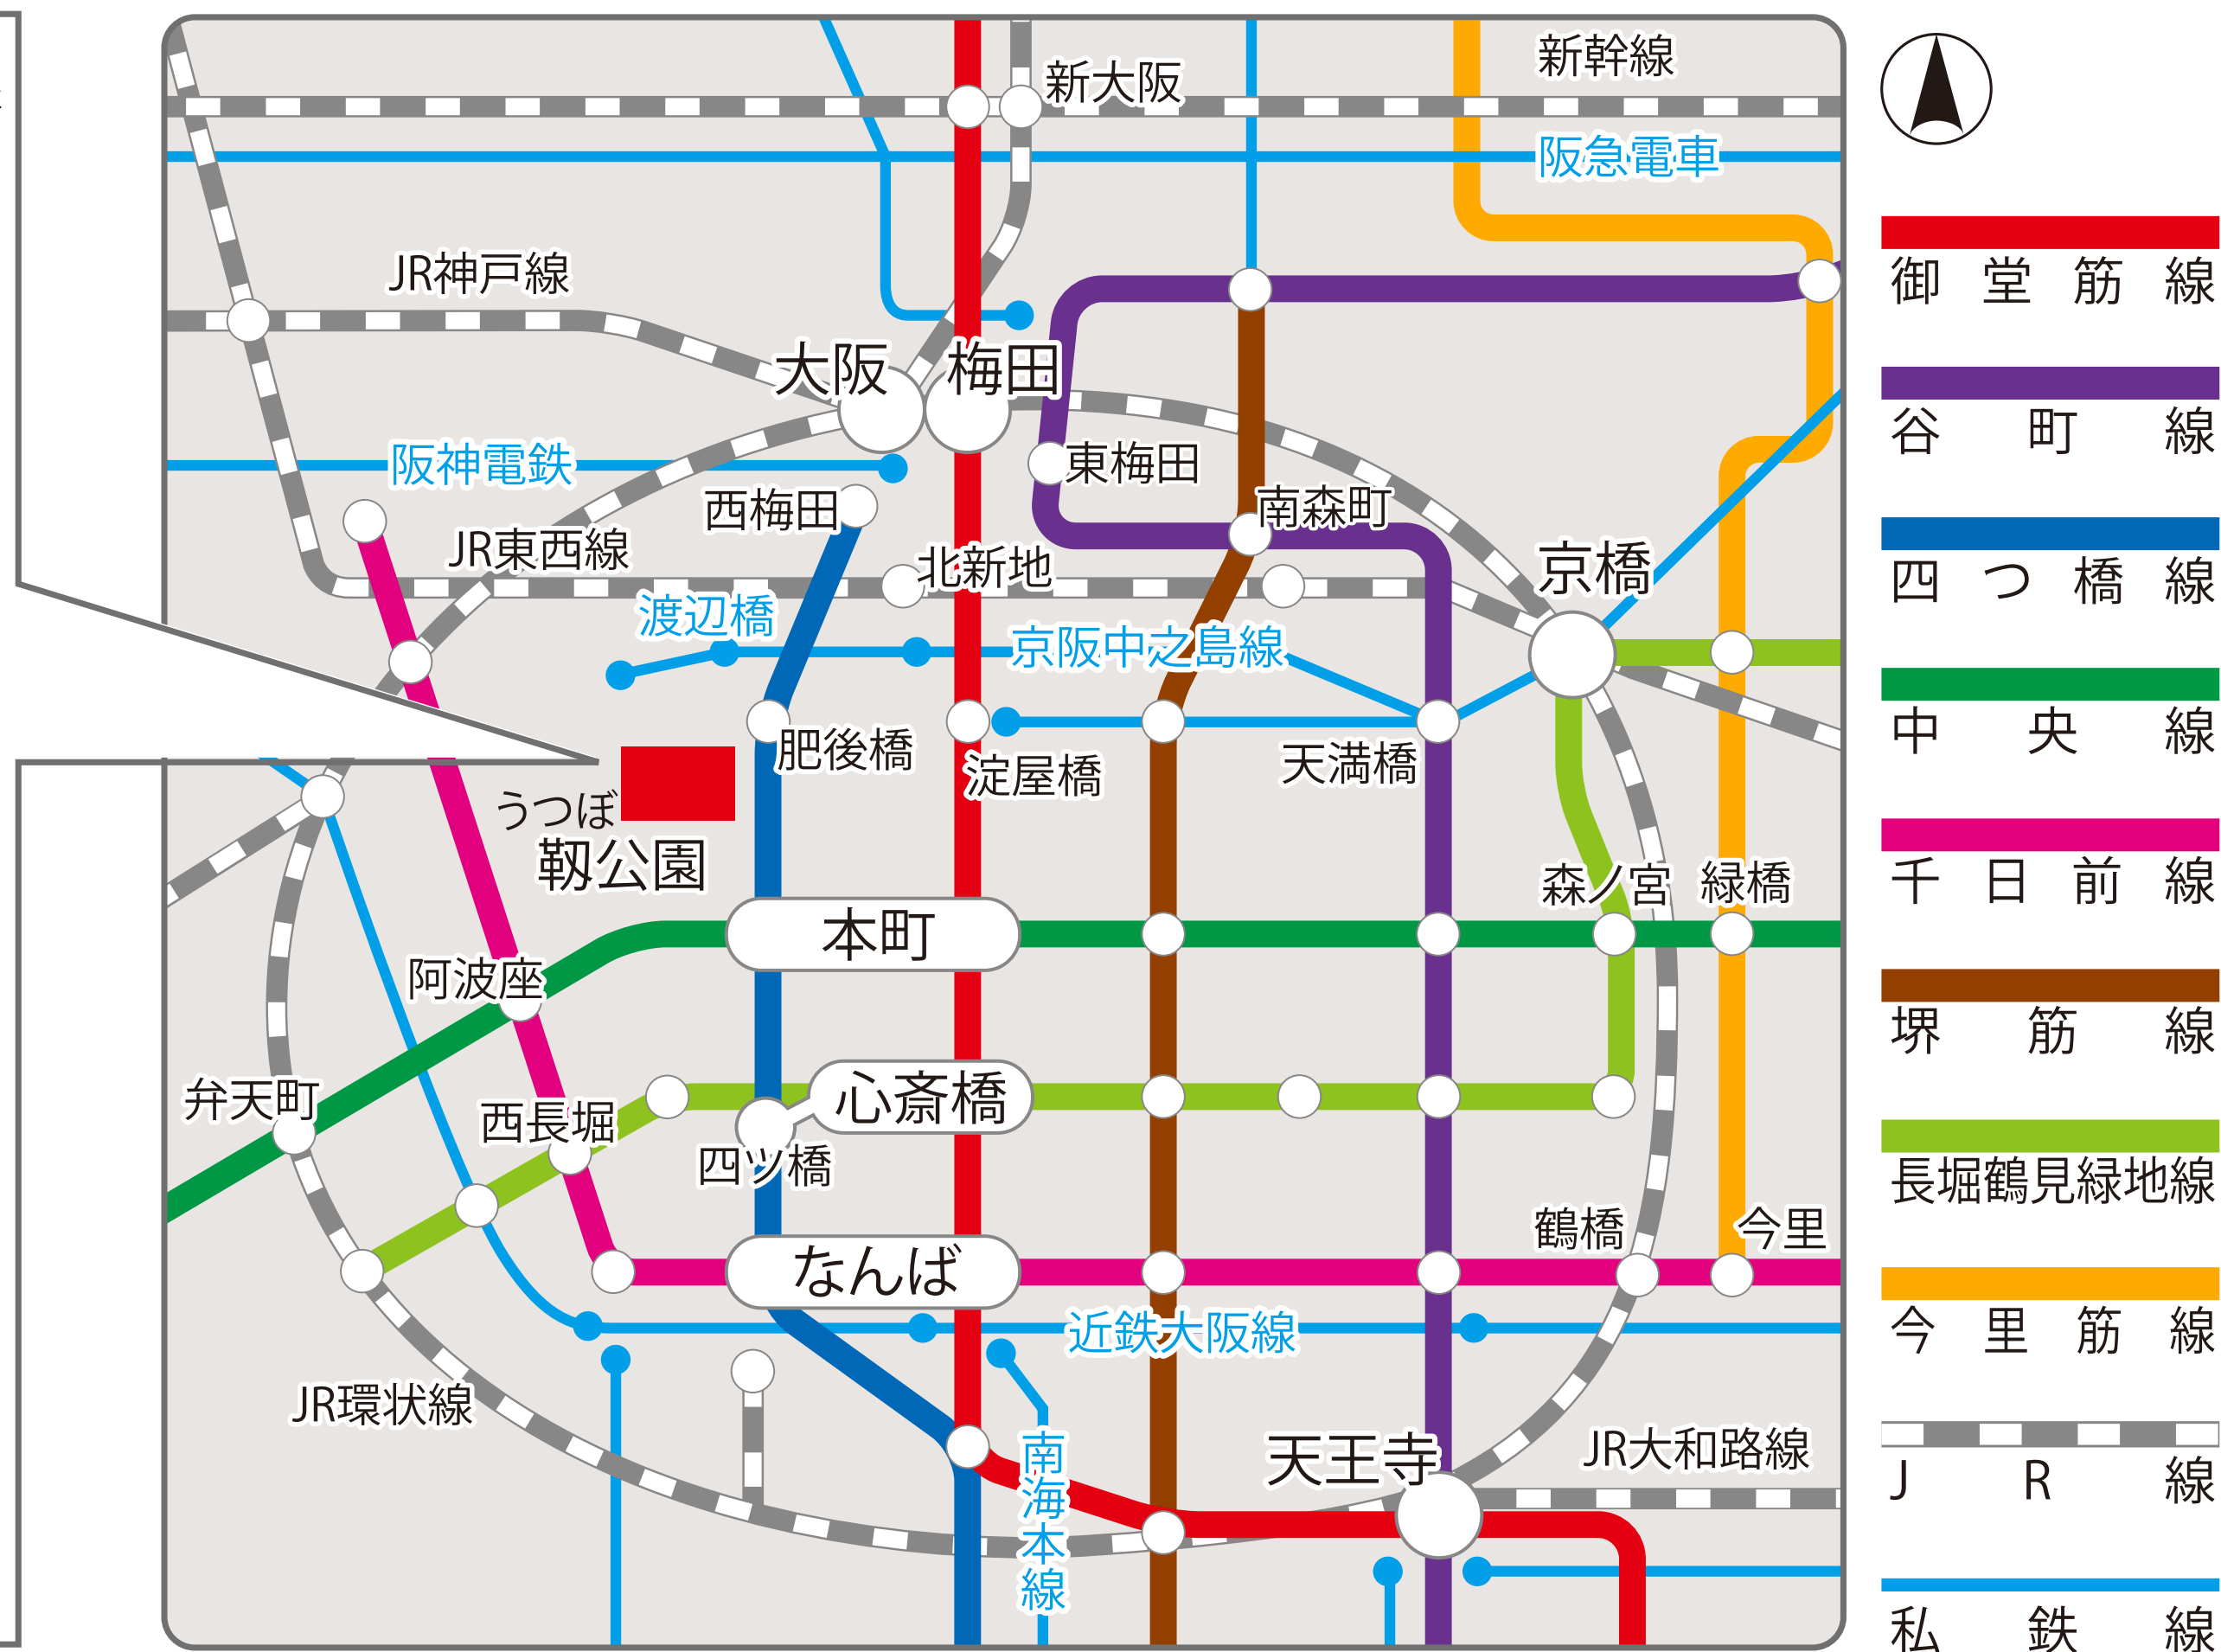 新幹線
新大阪
阪急電車
JR神戸線
大阪
梅田
阪神電鉄
東梅田
西梅田
南森町
JR東西線
北新地
京橋
渡辺橋
京阪中之島線
肥後橋
淀屋橋
天満橋
うつぼ
靱公園
森ノ宮
緑橋
本町
阿波座
弁天町
西長堀
心斎橋
四ツ橋
鶴橋
今里
なんば
近鉄大阪線
JR環状線
南海本線
天王寺
JR大和路線
御堂筋線
谷町線
四つ橋線
中央線
千日前線
堺筋線
長堀鶴見緑地線
今里筋線
JR線
私鉄線